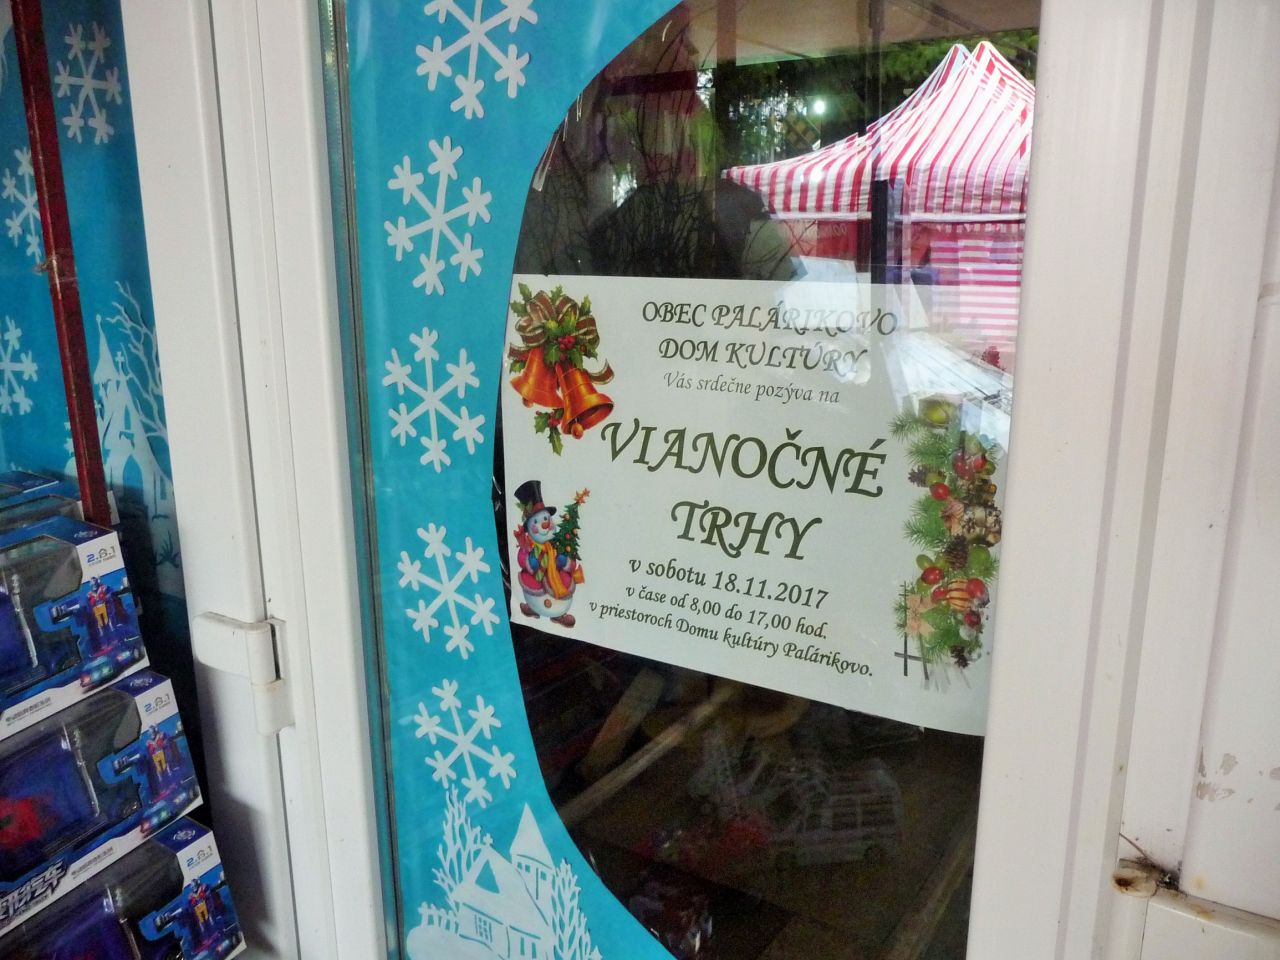 OBEC PALÁRIKOVO
DOM KULTÚRY
Vás srdečne pozýva na
VIANOČNÉ
TRHY
v sobotu 18.11.2017
v čase od 8,00 do 17,00 hod.
v priestoroch Domu kultúry Palárikovo.